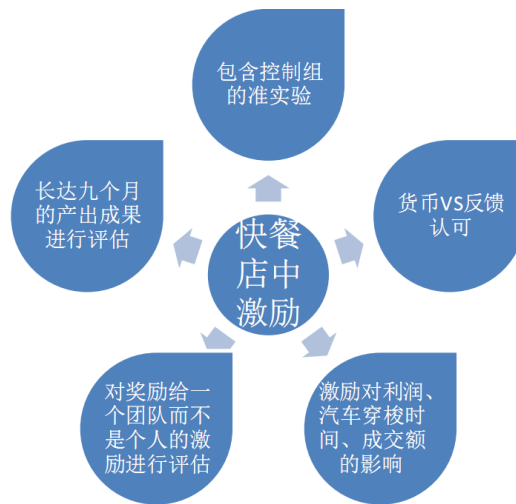 包含控制组
的准实验
长达九个月
的产出成果
进行评估
货币VS反馈
认可
快餐
店中
激励
对奖励给一
个团队而不
是个人的激
励进行评估
激励对利润、
汽车穿梭时
间、成交额
的影响